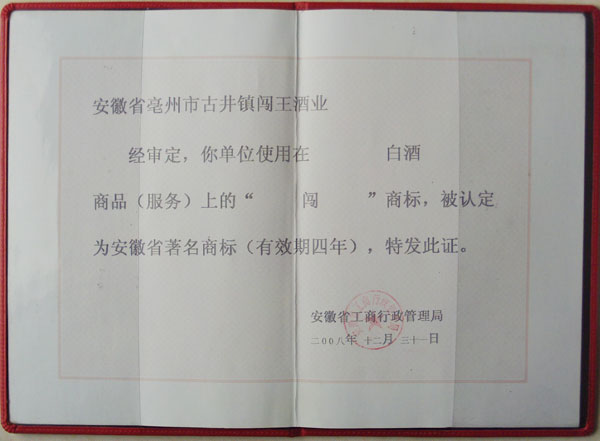 安徽省亳州市古井镇闯王酒业
经审定，你单位使用在 白酒
商品（服务）上的“ 闯 ”商标，被认定
为安徽省著名商标（有效期四年），特发此证。
安徽省工商行政管理局
二00八年 十二月 三十一日